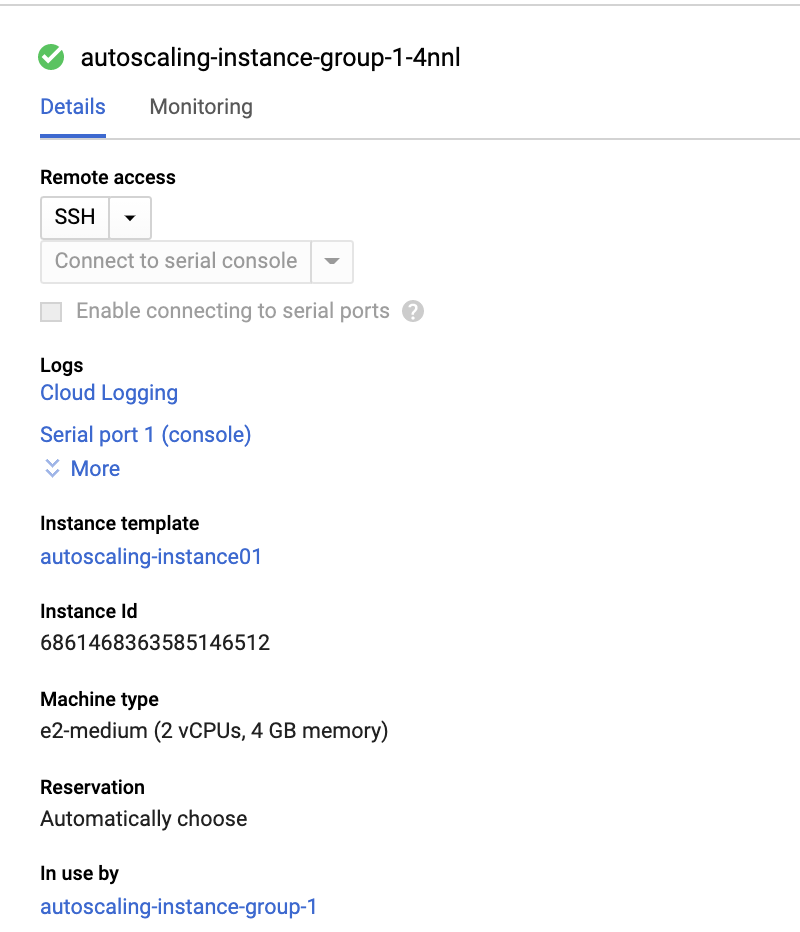 autoscaling-instance-group-1-4nnl
Details Monitoring
Remote access
SSH
Connect to serial console
Enable connecting to serial ports ?
Logs
Cloud Logging
Serial port 1 (console)
More
Instance template
autoscaling-instance01
Instance Id
6861468363585146512
Machine type
e2-medium (2 vCPUs, 4 GB memory)
Reservation
Automatically choose
In use by
autoscaling-instance-group-1